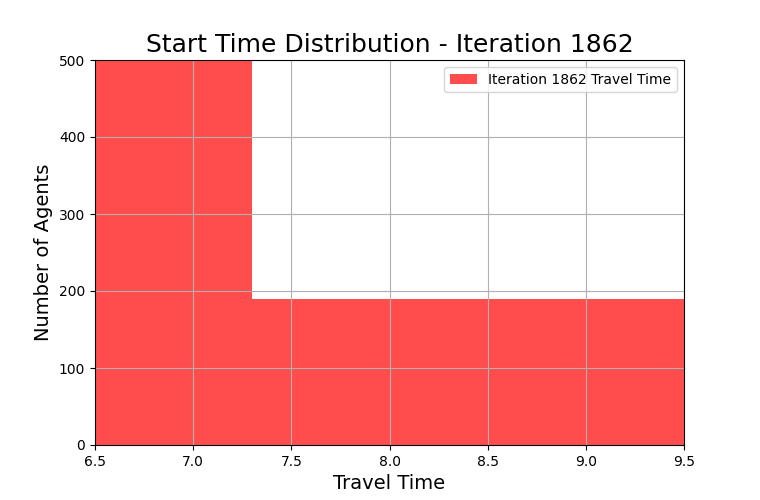 Start Time Distribution - Iteration 1862
Iteration 1862 Travel Time
500
400
300
200
100
0
Number of Agents
6.5 7.0 7.5 8.0 8.5 9.0 9.5
Travel Time